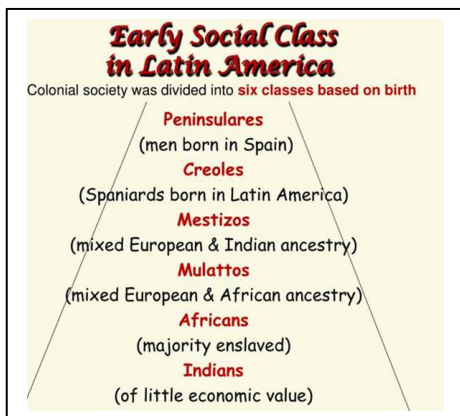 Early Social Class
in Latin America
Colonial society was divided into six classes based on birth
Peninsulares
(men born in Spain)
Creoles
(Spaniards born in Latin America)
Mestizos
(mixed European & Indian ancestry)
Mulattos
(mixed European & African ancestry)
Africans
(majority enslaved)
Indians
(of little economic value)